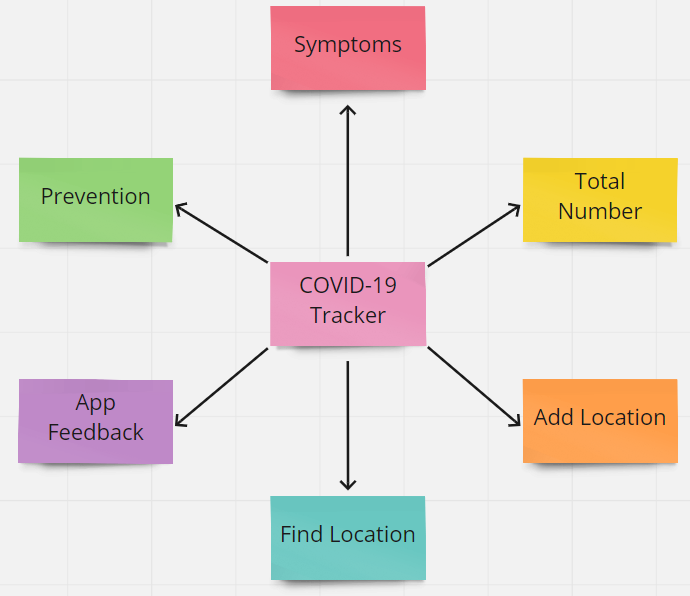 Symptoms
Prevention
Total
Number
COVID-19
Tracker
App
Feedback
Add Location
Find Location